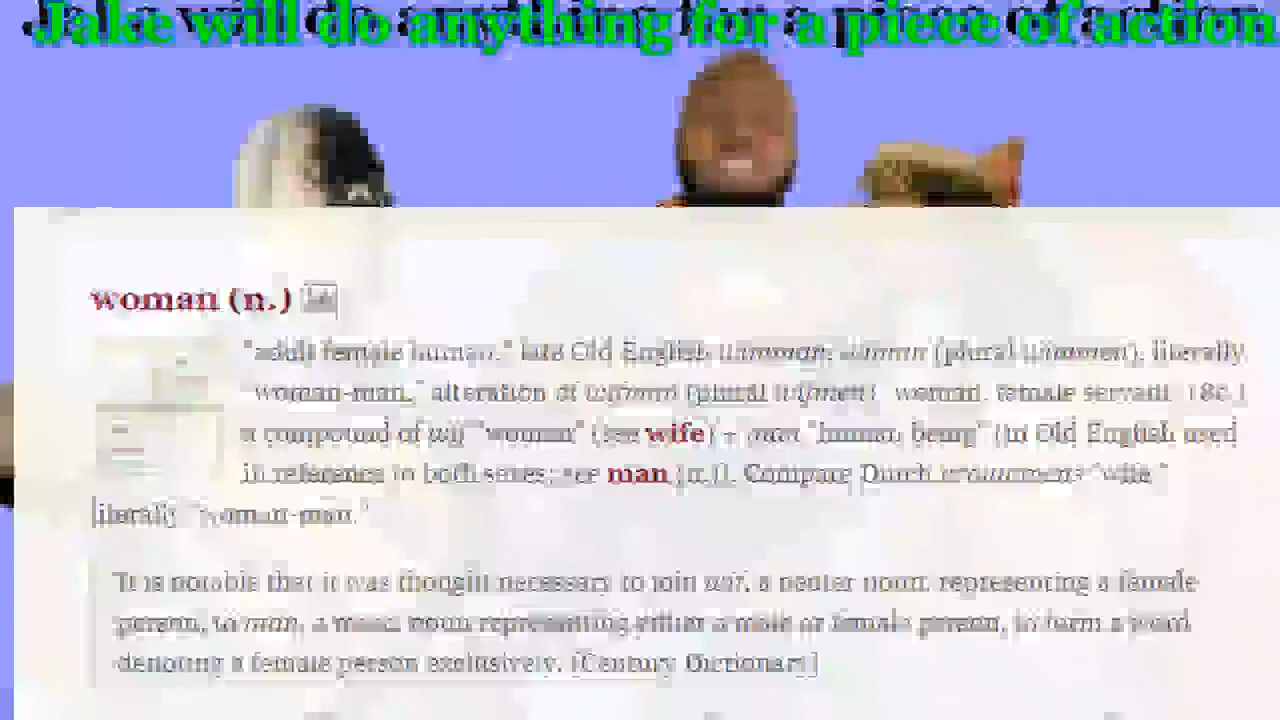 Jake will do anything for a piece of action
woman (n.)
"adult female human," late Old English wimman, wiman (plural wimmen), literally
"woman-man," alteration of wifman (plural wifmen), woman, female servant" (8c.),
a compound of wif "woman" (see wife) + man "human being" (in Old English used
in reference to both sexes; see man (n.)). Compare Dutch "wife,"
literally "woman-man."
"It is notable that it was thought necessary to join wif, a neuter noun, representing a female
person, to man, a masc. noun representing either a male or female person, to form a word
denoting a female person exclusively. [Century Dictionary]